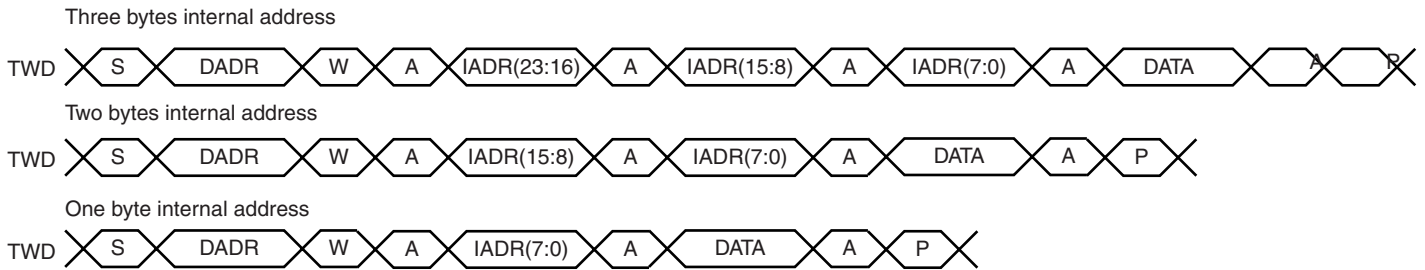 Three bytes internal address
TWD S DADR W A IADR(23:16) A IADR(15:8) A IADR(7:0) A DATA A P
Two bytes internal address
TWD S DADR W A IADR(15:8) A IADR(7:0) A DATA A P
One byte internal address
TWD S DADR W A IADR(7:0) A DATA A P